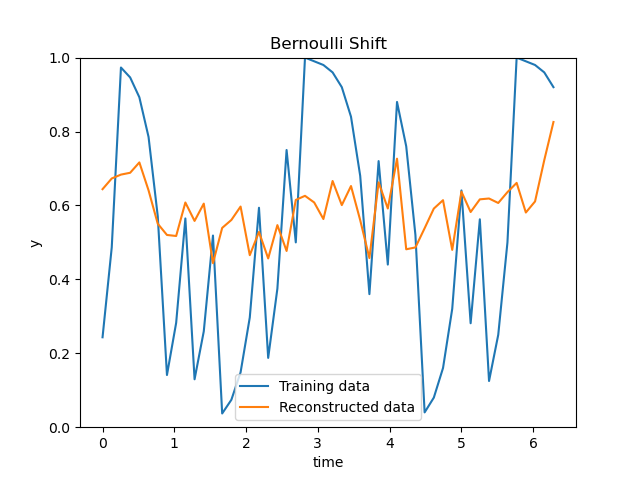 Bernoulli Shift
1.0
0.8
0.6
0.4
0.2
0.0
y
Training data
Reconstructed data
0 1 2 3 4 5 6
time